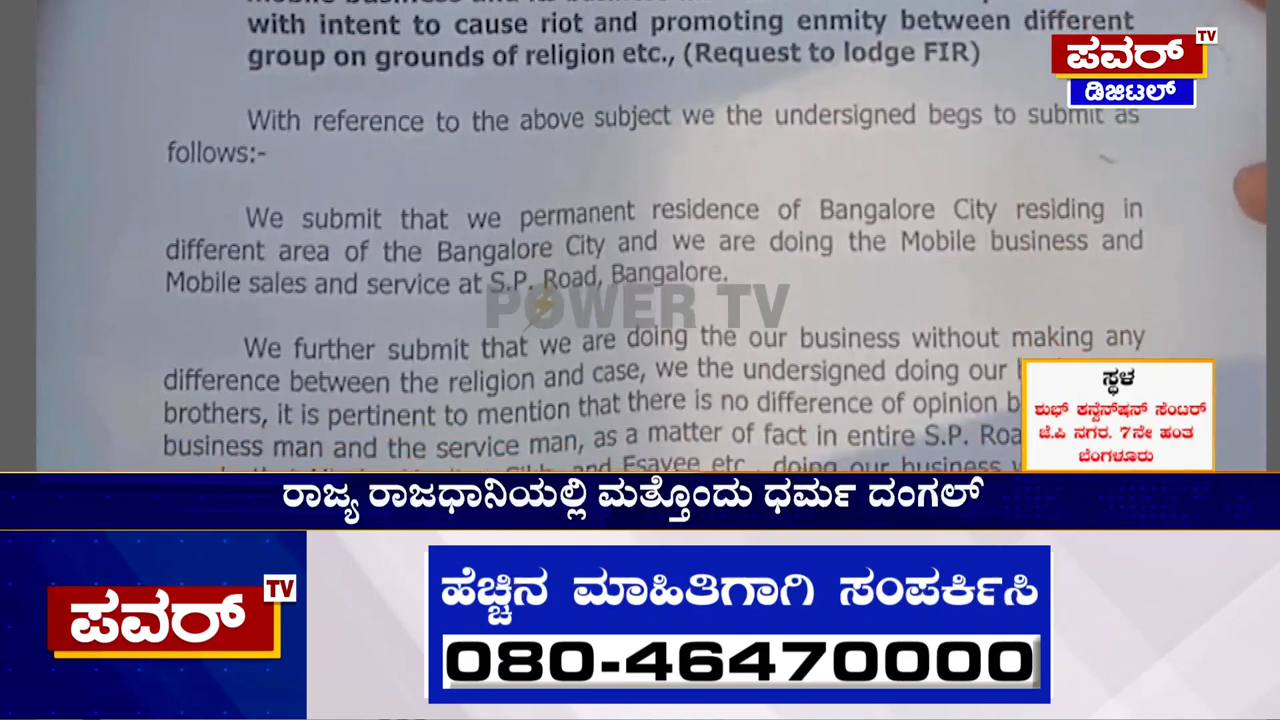 with intent to cause riot and promoting enmity between different
group on grounds of religion etc., (Request to lodge FIR)
With reference to the above subject we the undersigned begs to submit as
follows:-
We submit that we permanent residence of Bangalore City residing in
different area of the Bangalore City and we are doing the Mobile business and
Mobile sales and service at S.P. Road, Bangalore.
We further submit that we are doing the our business without making any
difference between the religion and case, we the undersigned doing our
brothers, it is pertinent to mention that there is no difference of opinion
business man and the service man, as a matter of fact in entire S.P.
and Esayee etc., doing our business
POWER TV
ಪವರ್ TV
ಡಿಜಿಟಲ್
ಸ್ಥಳ
ಶುಭ್ ಕನ್ವೆನ್‌ಷನ್ ಸೆಂಟರ್
ಜೆ.ಪಿ ನಗರ. 7ನೇ ಹಂತ
ಬೆಂಗಳೂರು
ರಾಜ್ಯ ರಾಜಧಾನಿಯಲ್ಲಿ ಮತ್ತೊಂದು ಧರ್ಮ ದಂಗಲ್
ಪವರ್ TV
ಹೆಚ್ಚಿನ ಮಾಹಿತಿಗಾಗಿ ಸಂಪರ್ಕಿಸಿ
080-46470000